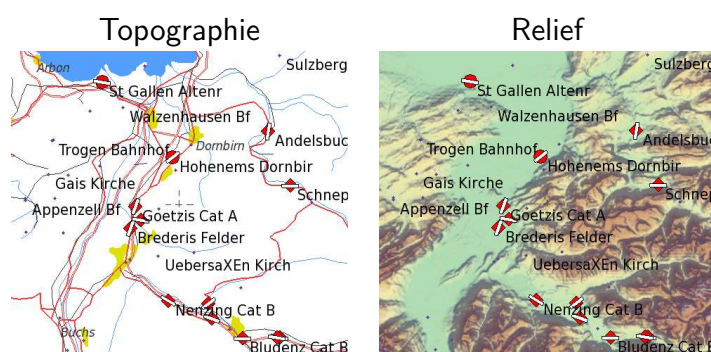 Topographie
Relief
Arbon
Sulzberg
St Gallen Altenr
Walzenhausen Bf
Andelsbuc
Dornbirn
Trogen Bahnhof
Hohenems Dornbir
Gais Kirche
Schnep
Appenzell Bf
Goetzis Cat A
Brederis Felder
UebersaXEn Kirch
Nenzing Cat B
Buchs
Bludenz Cat B
Sulzberg
St Gallen Altenr
Walzenhausen Bf
Andelsbuc
Trogen Bahnhof
Hohenems Dornbir
Gais Kirche
Schnep
Appenzell Bf
Goetzis Cat A
Brederis Felder
UebersaXEn Kirch
Nenzing Cat B
Bludenz Cat B